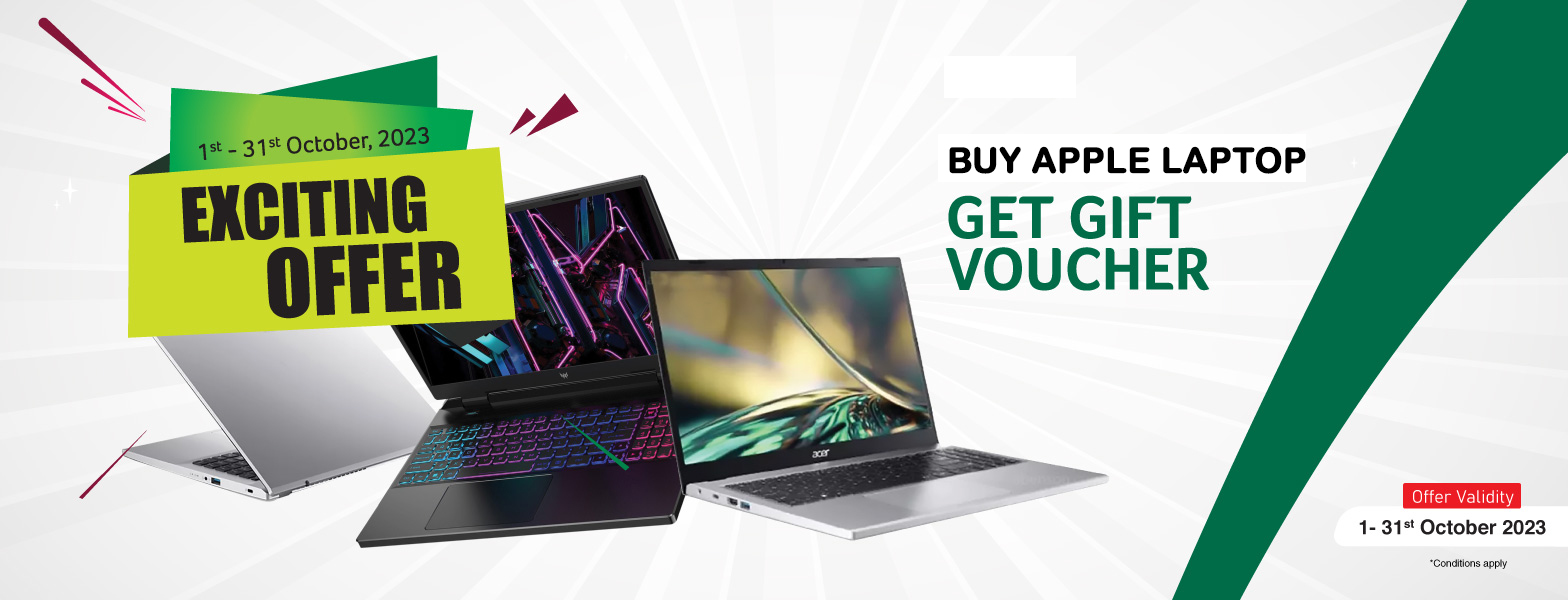 1st - 31st October, 2023
EXCITING
OFFER
BUY APPLE LAPTOP
GET GIFT
VOUCHER
acer
Offer Validity
1- 31st October 2023
*Conditions apply